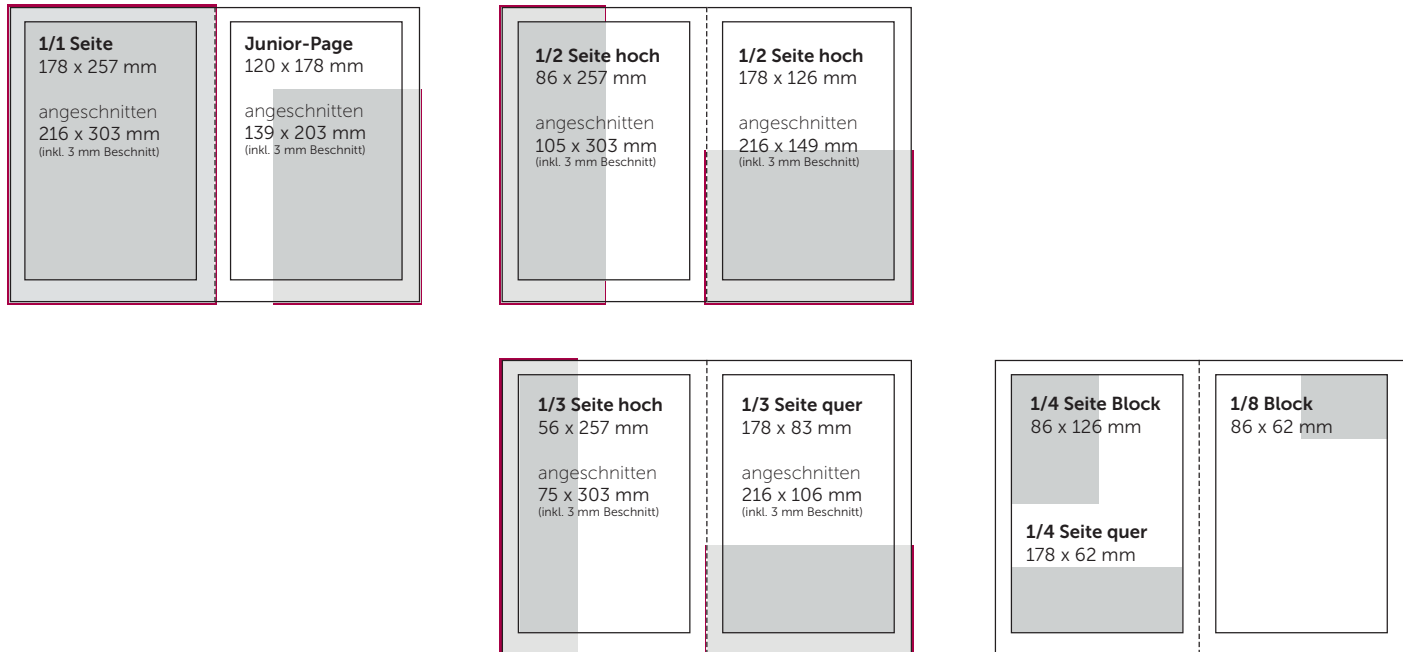 1/1 Seite
178 x 257 mm
angeschnitten
216 x 303 mm
(inkl. 3 mm Beschnitt)
Junior-Page
120 x 178 mm
angeschnitten
139 x 203 mm
(inkl. 3 mm Beschnitt)
1/2 Seite hoch
86 x 257 mm
angeschnitten
105 x 303 mm
(inkl. 3 mm Beschnitt)
1/2 Seite hoch
178 x 126 mm
angeschnitten
216 x 149 mm
(inkl. 3 mm Beschnitt)
1/3 Seite hoch
56 x 257 mm
angeschnitten
75 x 303 mm
(inkl. 3 mm Beschnitt)
1/3 Seite quer
178 x 83 mm
angeschnitten
216 x 106 mm
(inkl. 3 mm Beschnitt)
1/4 Seite Block
86 x 126 mm
1/4 Seite quer
178 x 62 mm
1/8 Block
86 x 62 mm